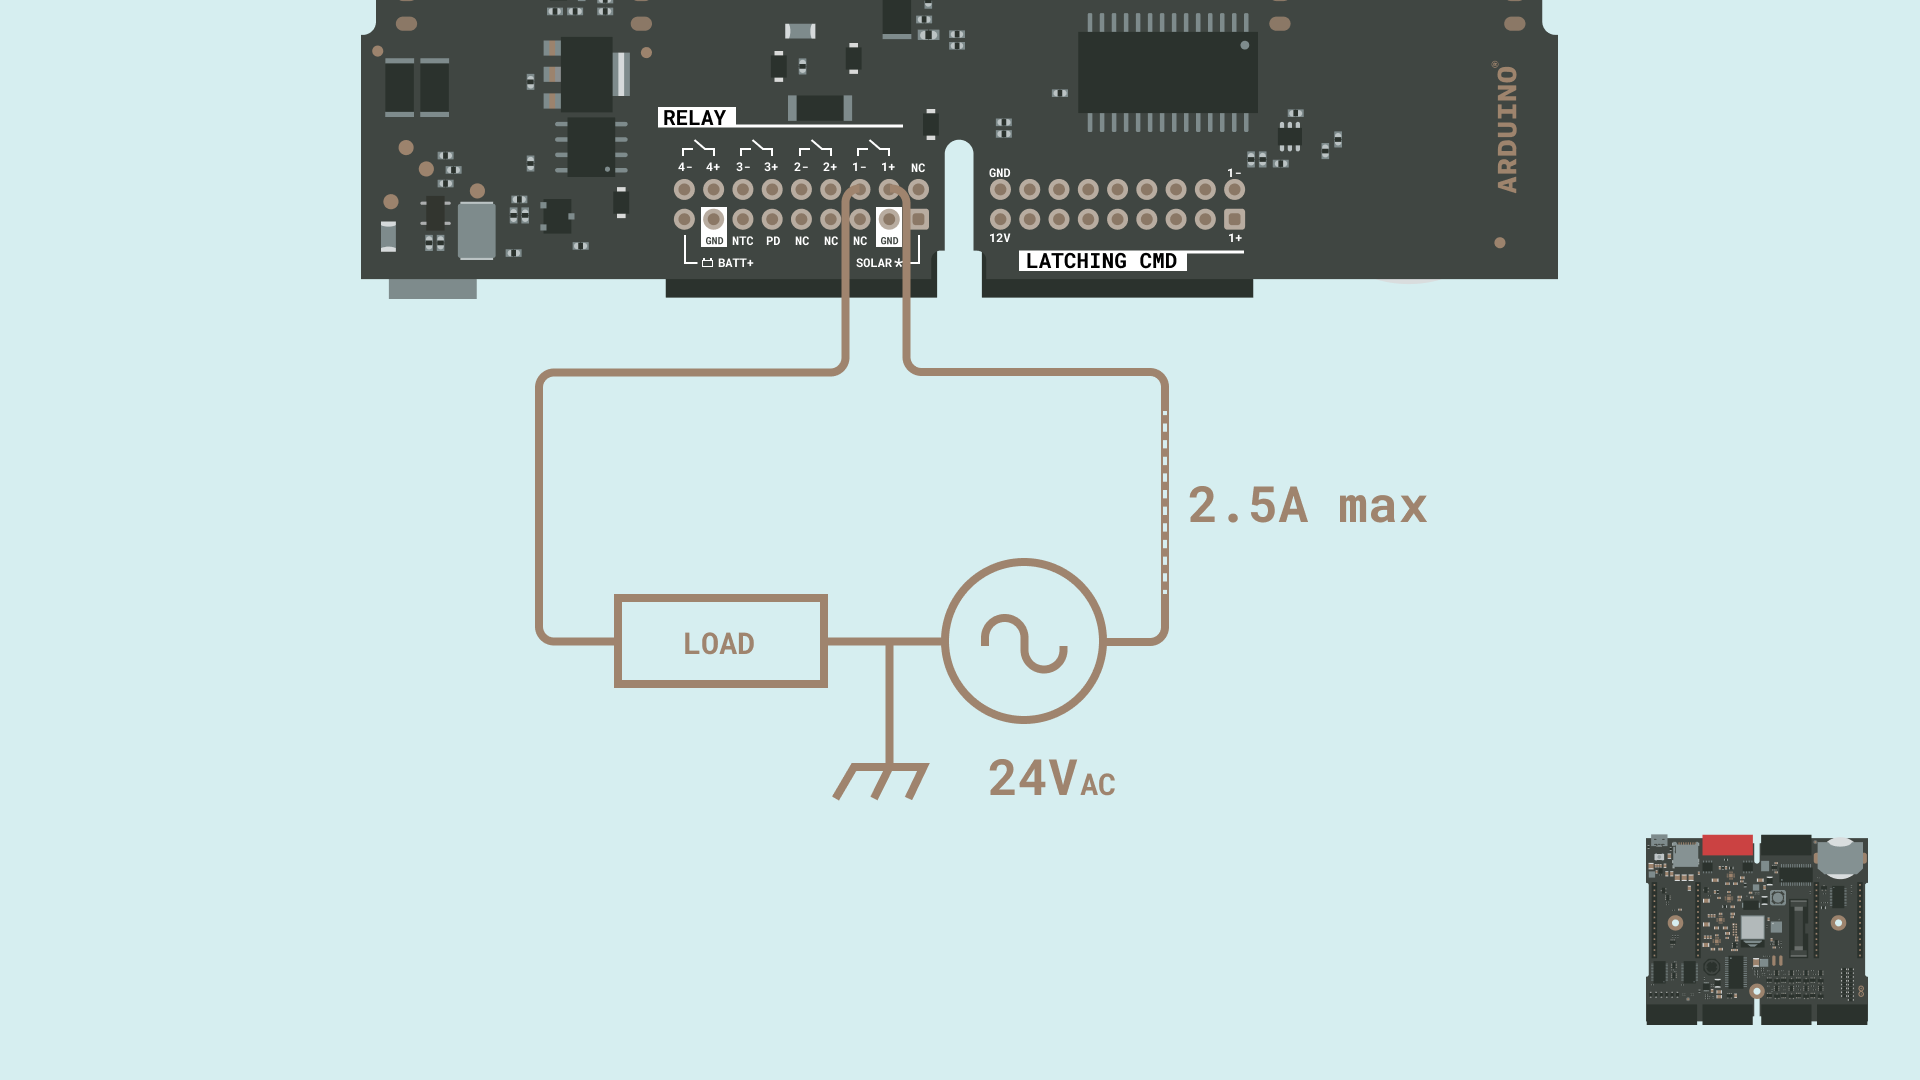 ARDUINO
®
RELAY
4- 4+ 3- 3+ 2- 2+ 1- 1+ NC
GND NTC PD NC NC NC GND
BATT+ SOLAR*
GND 1-
12V 1+
LATCHING CMD
2.5A max
LOAD
24VAC